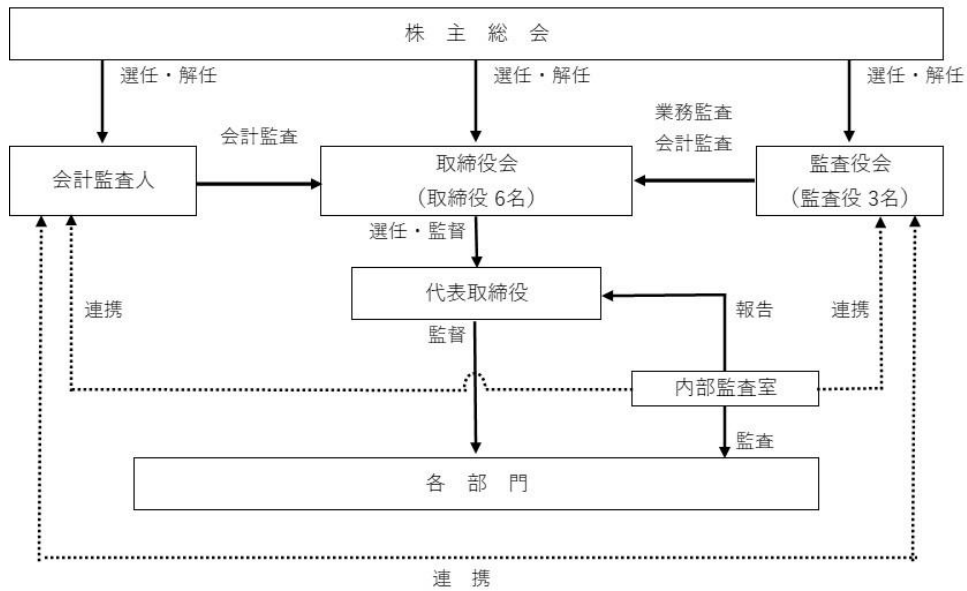 株 主 総 会
選任・解任
選任・解任
選任・解任
会計監査
業務監査
会計監査
会計監査人
取締役会
（取締役 6名）
監査役会
（監査役 3名）
選任・監督
代表取締役
連携
監督
報告
連携
内部監査室
監査
各 部 門
連 携